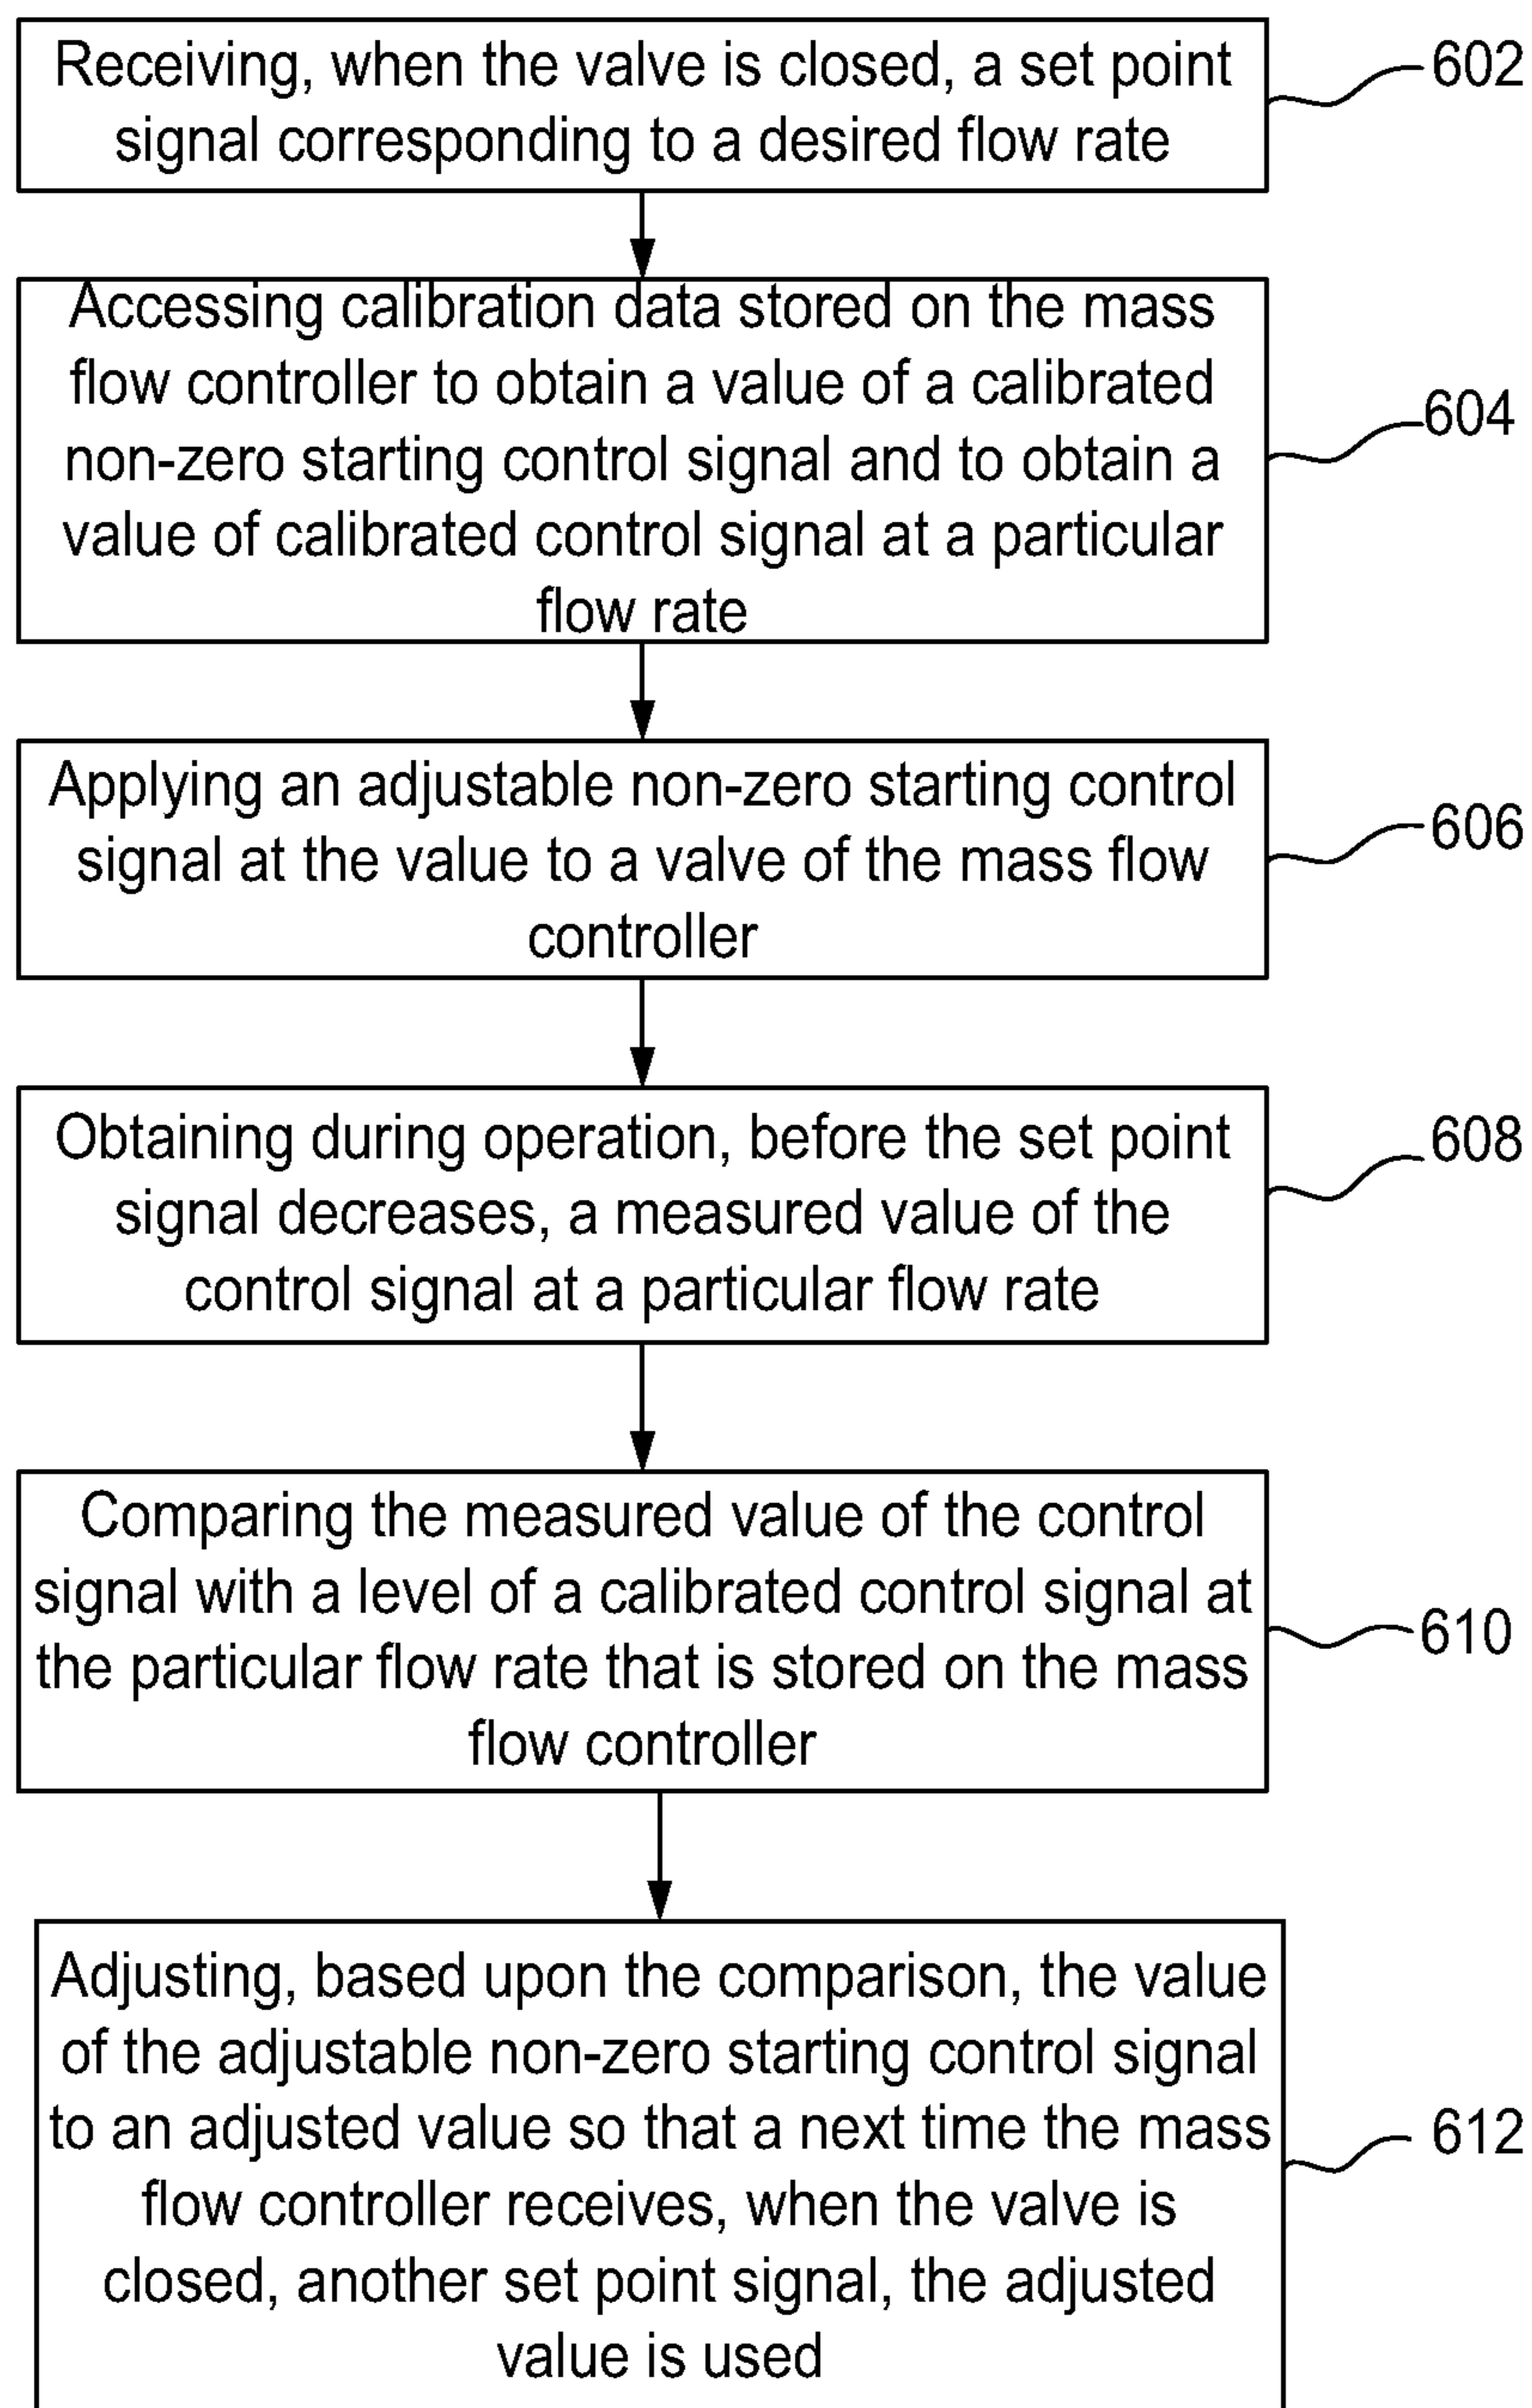 Receiving, when the valve is closed, a set point
signal corresponding to a desired flow rate
602
Accessing calibration data stored on the mass
flow controller to obtain a value of a calibrated
non-zero starting control signal and to obtain a
value of calibrated control signal at a particular
flow rate
604
Applying an adjustable non-zero starting control
signal at the value to a valve of the mass flow
controller
606
Obtaining during operation, before the set point
signal decreases, a measured value of the
control signal at a particular flow rate
608
Comparing the measured value of the control
signal with a level of a calibrated control signal at
the particular flow rate that is stored on the mass
flow controller
610
Adjusting, based upon the comparison, the value
of the adjustable non-zero starting control signal
to an adjusted value so that a next time the mass
flow controller receives, when the valve is
closed, another set point signal, the adjusted
value is used
612